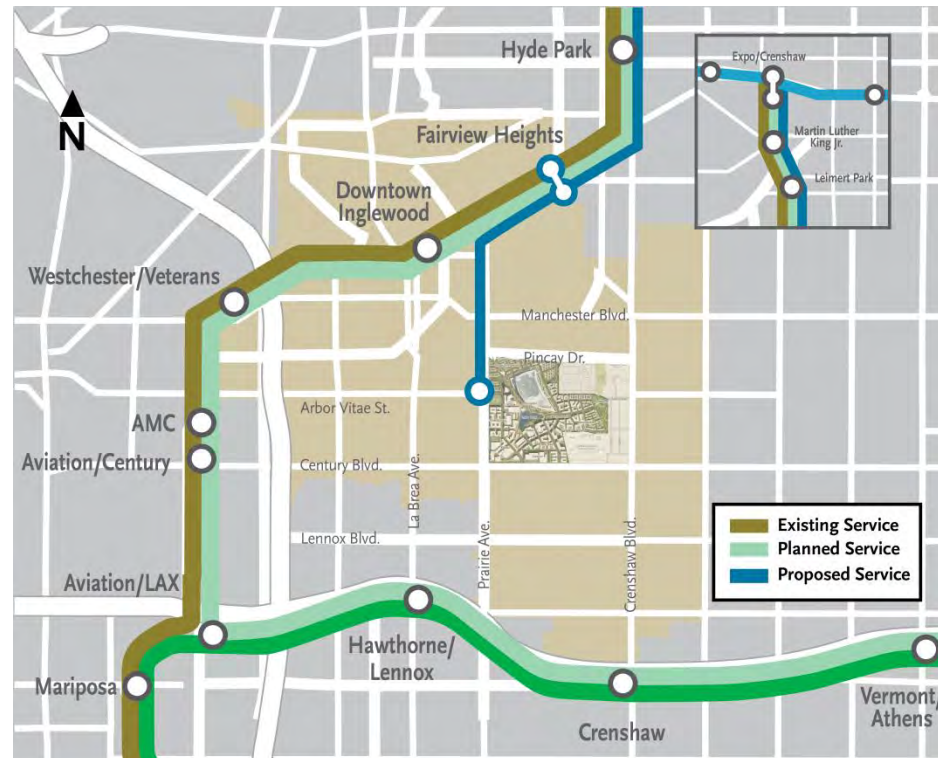 Hyde Park
Expo/Crenshaw
Martin Luther
King Jr.
Leimert Park
N
Fairview Heights
Downtown
Inglewood
Westchester/Veterans
Manchester Blvd.
Pincay Dr.
Arbor Vitae St.
AMC
Aviation/Century
Century Blvd.
La Brea Ave.
Lennox Blvd.
Prairie Ave.
Crenshaw Blvd.
Existing Service
Planned Service
Proposed Service
Aviation/LAX
Hawthorne/
Lennox
Mariposa
Crenshaw
Vermont/
Athens